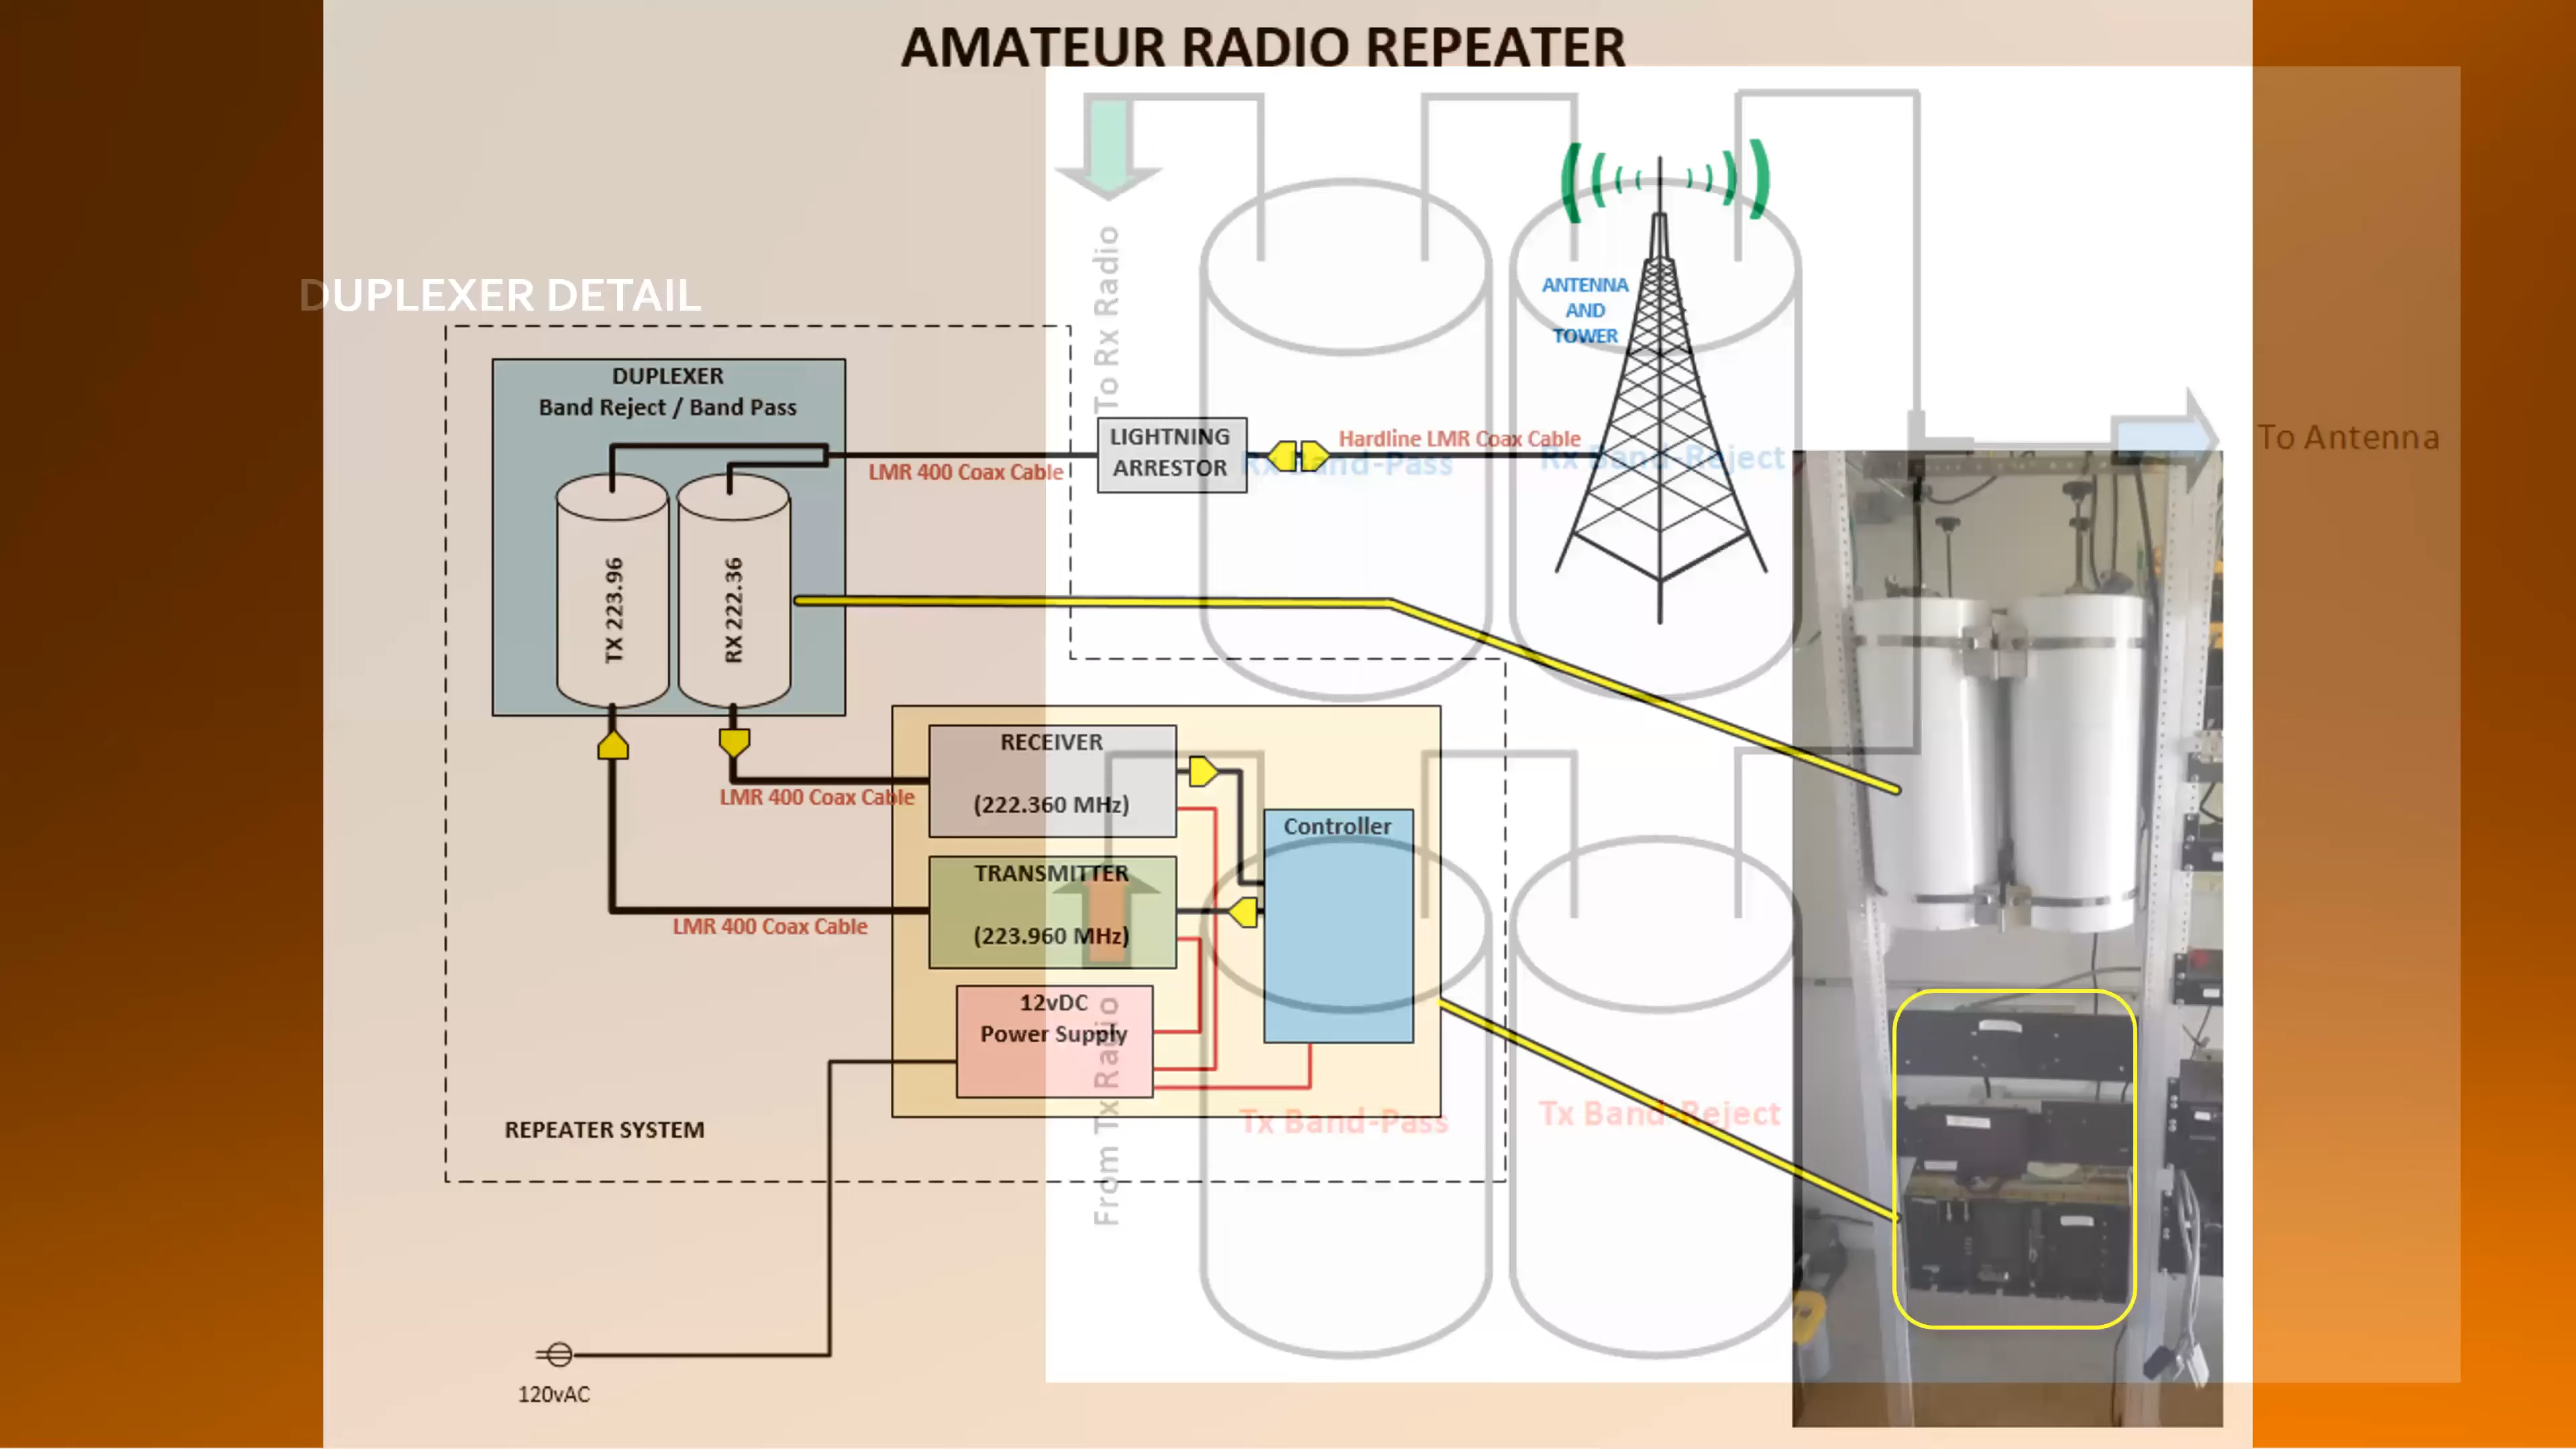 AMATEUR RADIO REPEATER
DUPLEXER DETAIL
To Rx Radio
ANTENNA
AND
TOWER
DUPLEXER
Band Reject / Band Pass
LIGHTNING
ARRESTOR
Hardline LMR Coax Cable
LMR 400 Coax Cable
Rx Band-Pass
Rx Band-Reject
To Antenna
TX 223.96
RX 222.36
RECEIVER
(222.360 MHz)
LMR 400 Coax Cable
Controller
TRANSMITTER
(223.960 MHz)
LMR 400 Coax Cable
12vDC
Power Supply
From Tx Radio
Tx Band-Pass
Tx Band-Reject
REPEATER SYSTEM
120vAC